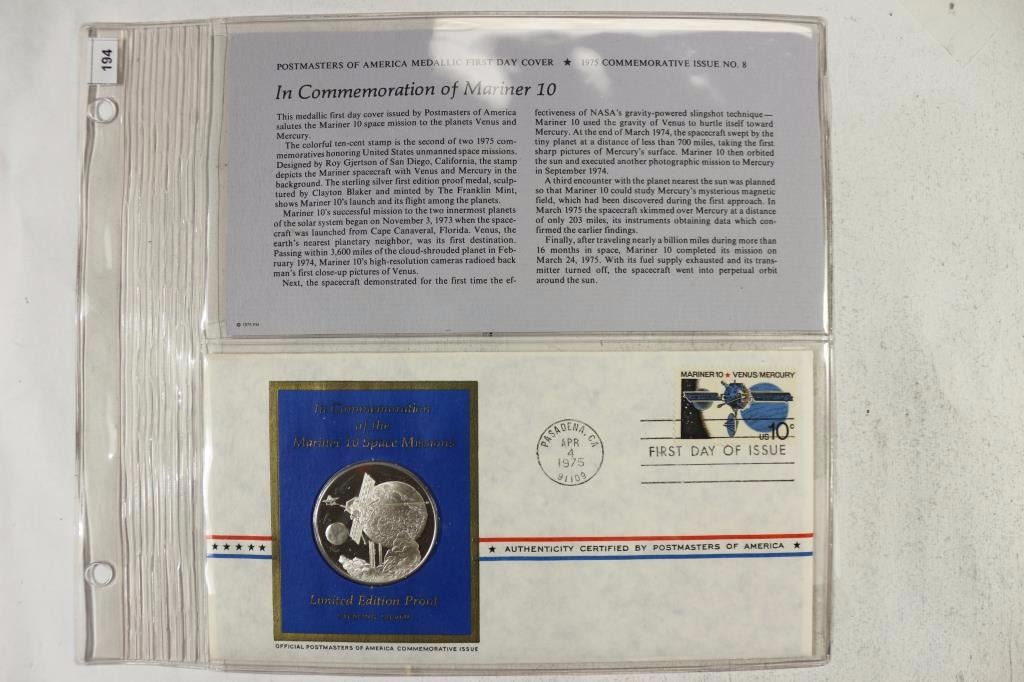 194
POSTMASTERS OF AMERICA MEDALLIC FIRST DAY COVER ★ 1975 COMMEMORATIVE ISSUE NO. 8
In Commemoration of Mariner 10
This medallic first day cover issued by Postmasters of America
salutes the Mariner 10 space mission to the planets Venus and
Mercury.
The colorful ten-cent stamp is the second of two 1975 com-
memoratives honoring United States unmanned space missions.
Designed by Roy Gjertson of San Diego, California, the stamp
depicts the Mariner spacecraft with Venus and Mercury in the
background. The sterling silver first edition proof medal, sculp-
tured by Clayton Blaker and minted by The Franklin Mint,
shows Mariner 10's launch and its flight among the planets.
Mariner 10's successful mission to the two innermost planets
of the solar system began on November 3, 1973 when the space-
craft was launched from Cape Canaveral, Florida. Venus, the
earth's nearest planetary neighbor, was its first destination.
Passing within 3,600 miles of the cloud-shrouded planet in Feb-
ruary 1974, Mariner 10's high-resolution cameras radioed back
man's first close-up pictures of Venus.
Next, the spacecraft demonstrated for the first time the ef-
fectiveness of NASA's gravity-powered slingshot technique—
Mariner 10 used the gravity of Venus to hurtle itself toward
Mercury. At the end of March 1974, the spacecraft swept by the
tiny planet at a distance of less than 700 miles, taking the first
sharp pictures of Mercury's surface. Mariner 10 then orbited
the sun and executed another photographic mission to Mercury
in September 1974.
A third encounter with the planet nearest the sun was planned
so that Mariner 10 could study Mercury's mysterious magnetic
field, which had been discovered during the first approach. In
March 1975 the spacecraft skimmed over Mercury at a distance
of only 203 miles, its instruments obtaining data which con-
firmed the earlier findings.
Finally, after traveling nearly a billion miles during more than
16 months in space, Mariner 10 completed its mission on
March 24, 1975. With its fuel supply exhausted and its trans-
mitter turned off, the spacecraft went into perpetual orbit
around the sun.
© 1975 FM
In Commemoration
of the
Mariner 10 Space Missions
Limited Edition Proof
STERLING SILVER
OFFICIAL POSTMASTERS OF AMERICA COMMEMORATIVE ISSUE
PASADENA, CA
APR
4
1975
91109
MARINER 10 ★ VENUS/MERCURY
US 10c
FIRST DAY OF ISSUE
★ AUTHENTICITY CERTIFIED BY POSTMASTERS OF AMERICA ★